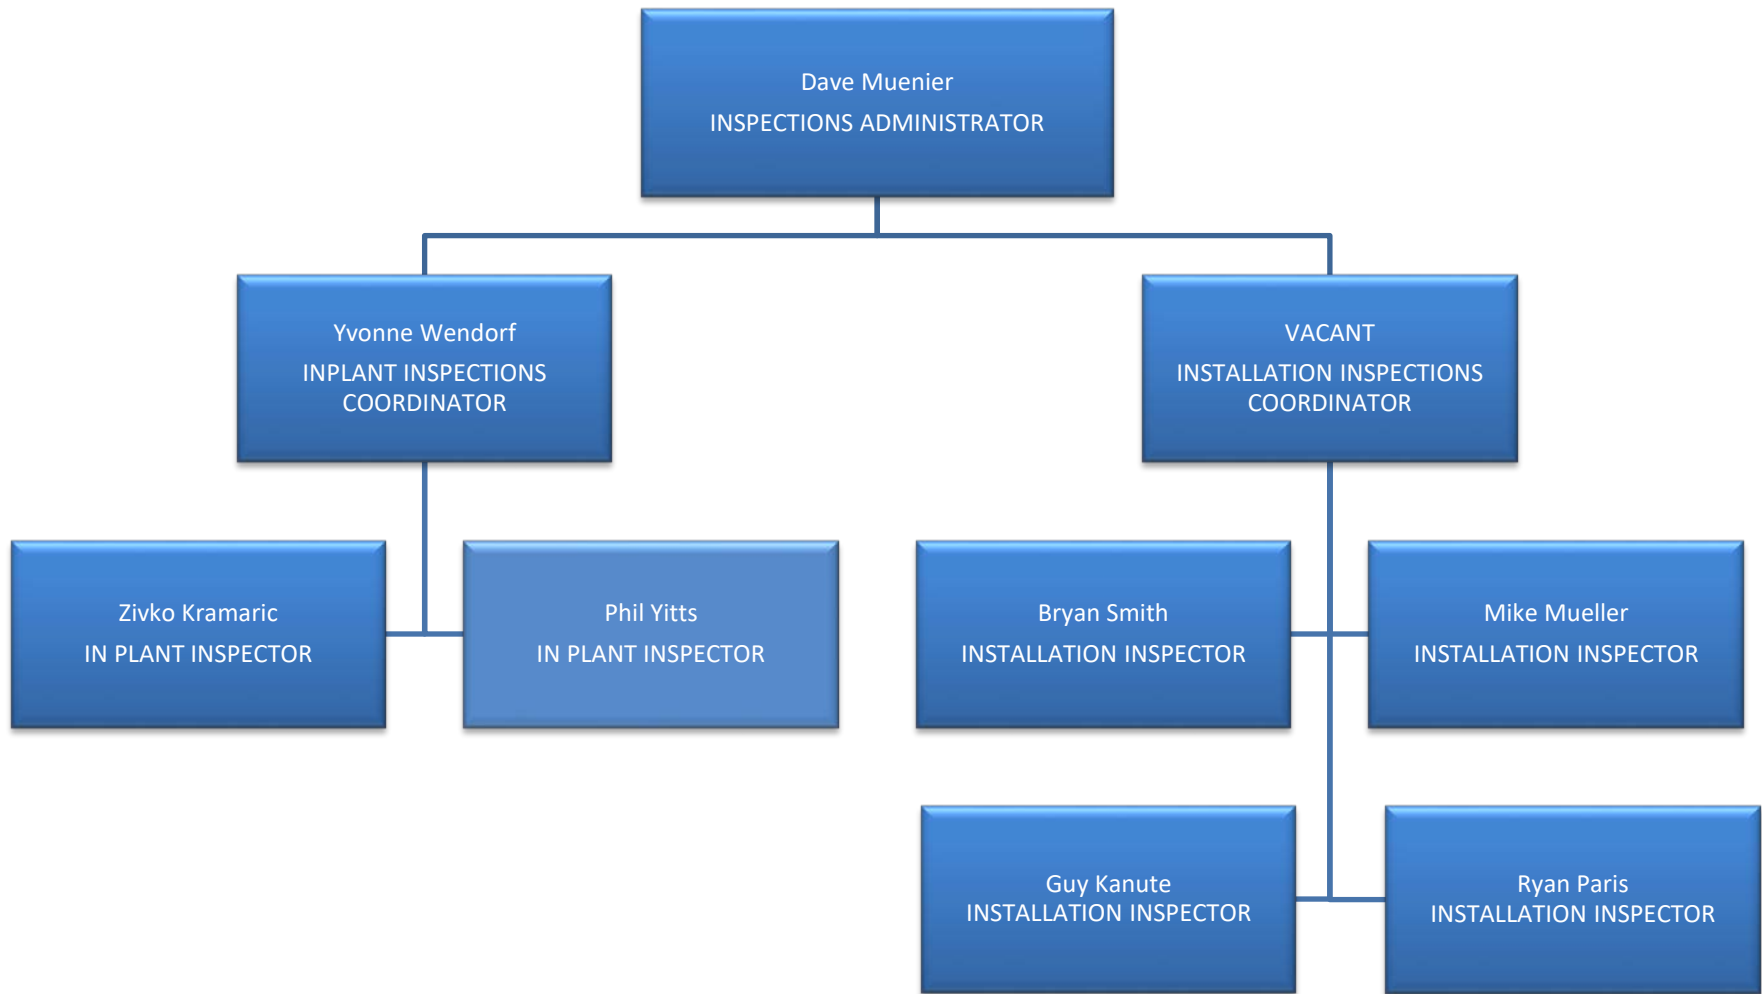 Dave Muenier
INSPECTIONS ADMINISTRATOR
Yvonne Wendorf
INPLANT INSPECTIONS
COORDINATOR
VACANT
INSTALLATION INSPECTIONS
COORDINATOR
Zivko Kramaric
IN PLANT INSPECTOR
Phil Yitts
IN PLANT INSPECTOR
Bryan Smith
INSTALLATION INSPECTOR
Mike Mueller
INSTALLATION INSPECTOR
Guy Kanute
INSTALLATION INSPECTOR
Ryan Paris
INSTALLATION INSPECTOR